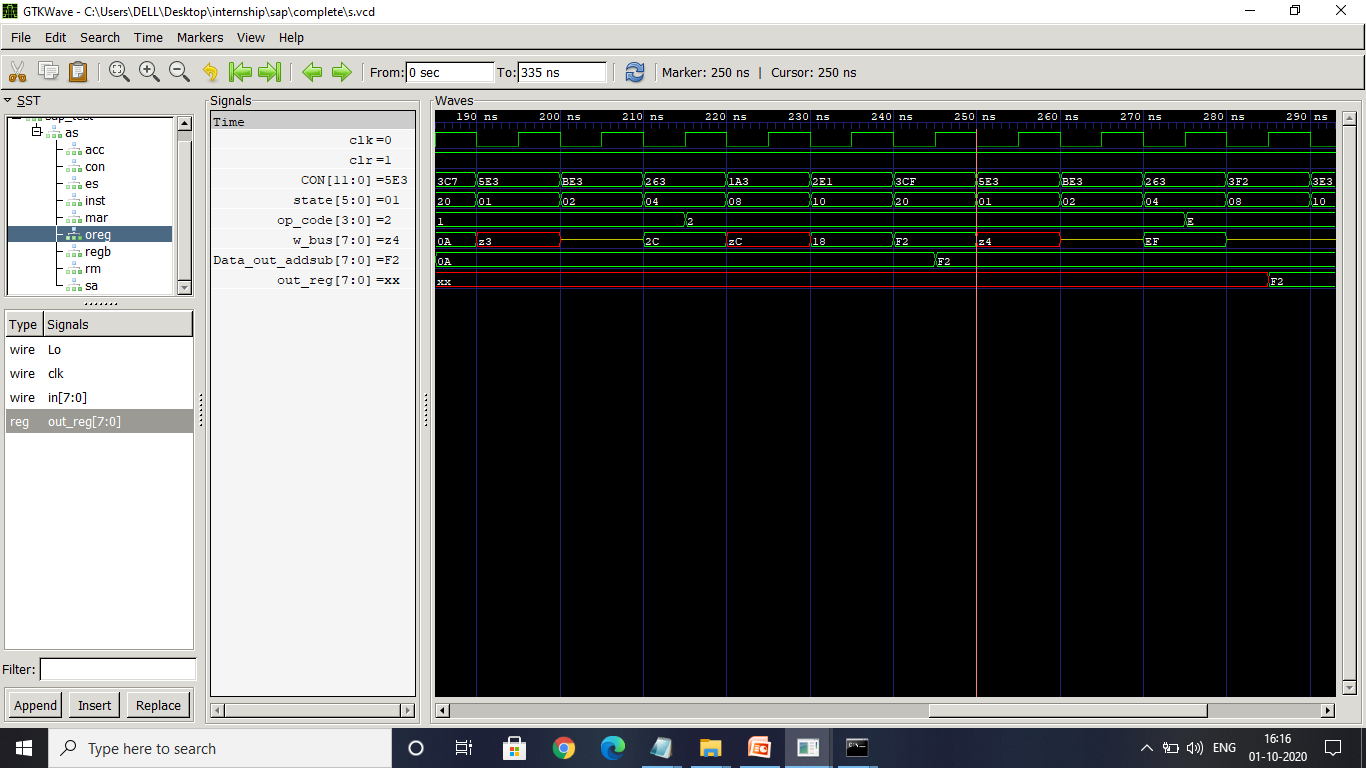 GTKWave - C:\Users\DELL\Desktop\internship\sap\complete\s.vcd
File Edit Search Time Markers View Help
From: 0 sec To: 335 ns Marker: 250 ns | Cursor: 250 ns
SST
sap_test
as
acc
con
es
inst
mar
oreg
regb
rm
sa
Type Signals
wire Lo
wire clk
wire in[7:0]
reg out_reg[7:0]
Filter:
Append Insert Replace
Signals
Time
clk =0
clr =1
CON[11:0] =5E3
state[5:0] =01
op_code[3:0] =2
w_bus[7:0] =z4
Data_out_addsub[7:0] =F2
out_reg[7:0] =xx
Waves
190 ns 200 ns 210 ns 220 ns 230 ns 240 ns 250 ns 260 ns 270 ns 280 ns 290 ns
3C7 5E3 BE3 263 1A3 2E1 3CF 5E3 BE3 263 3F2 3E3
20 01 02 04 08 10 20 01 02 04 08 10
1 2 E
0A z3 2C zC 18 F2 z4 EF
0A F2
xx F2
Type here to search
ENG
16:16
01-10-2020